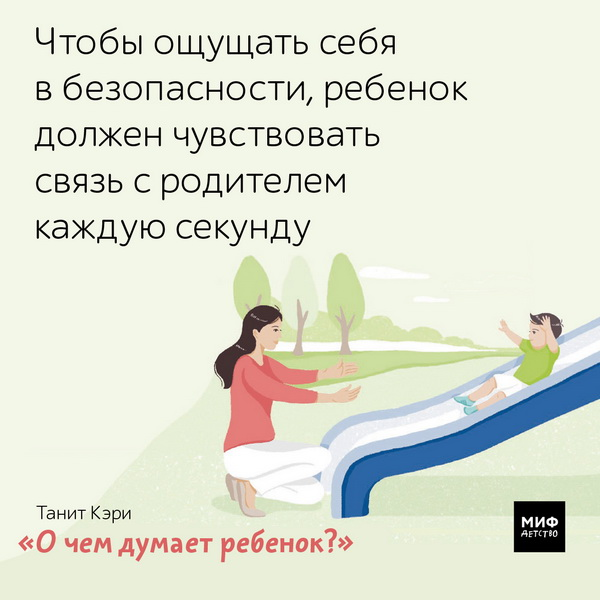 Чтобы ощущать себя
в безопасности, ребенок
должен чувствовать
связь с родителем
каждую секунду
Танит Кэри
«О чем думает ребенок?»
МИФ
ДЕТСТВО